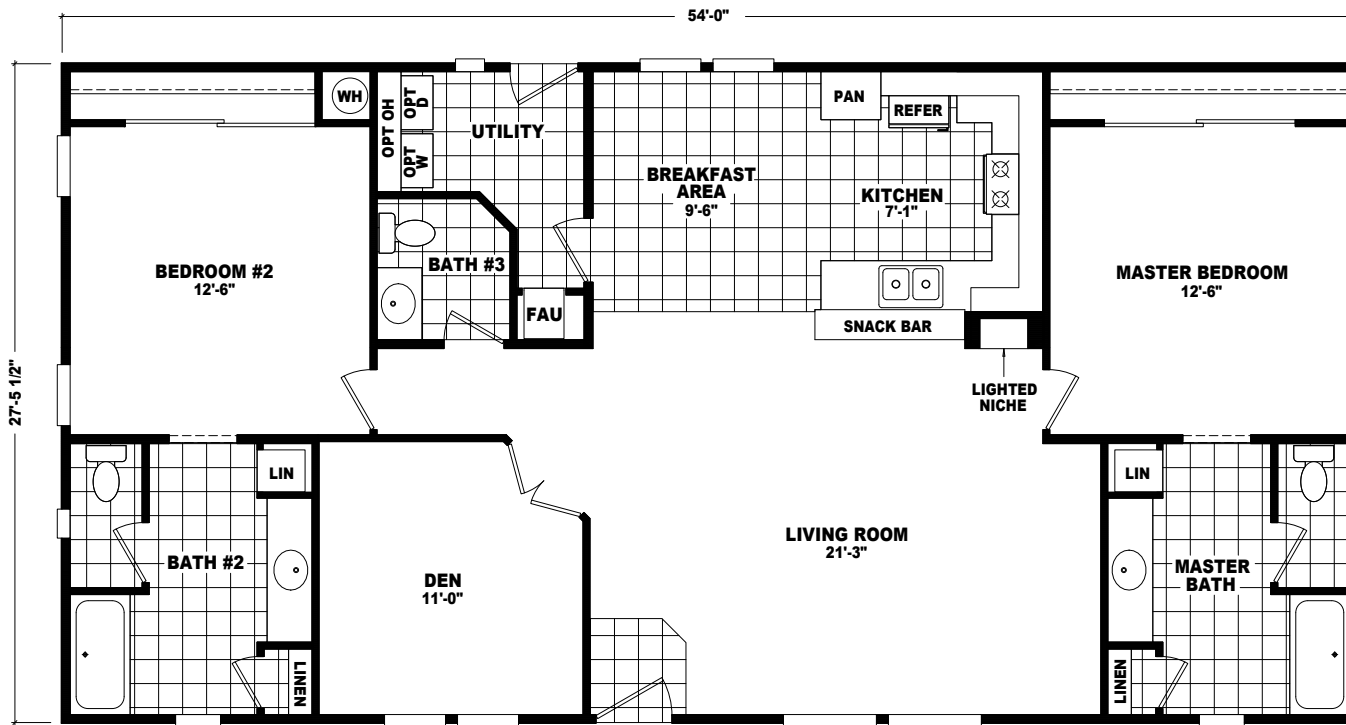 54'-0"
27'-5 1/2"
WH
OPT OH
OPT
D
OPT
W
UTILITY
PAN
REFER
BREAKFAST
AREA
9'-6"
KITCHEN
7'-1"
BEDROOM #2
12'-6"
BATH #3
FAU
SNACK BAR
MASTER BEDROOM
12'-6"
LIGHTED
NICHE
LIN
BATH #2
LINEN
DEN
11'-0"
LIVING ROOM
21'-3"
LIN
MASTER
BATH
LINEN